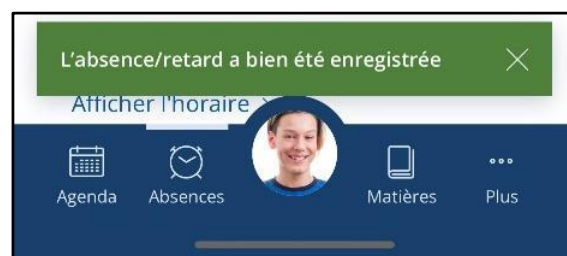 L'absence/retard a bien été enregistrée
Afficher l'horaire
Agenda
Absences
Matières
Plus